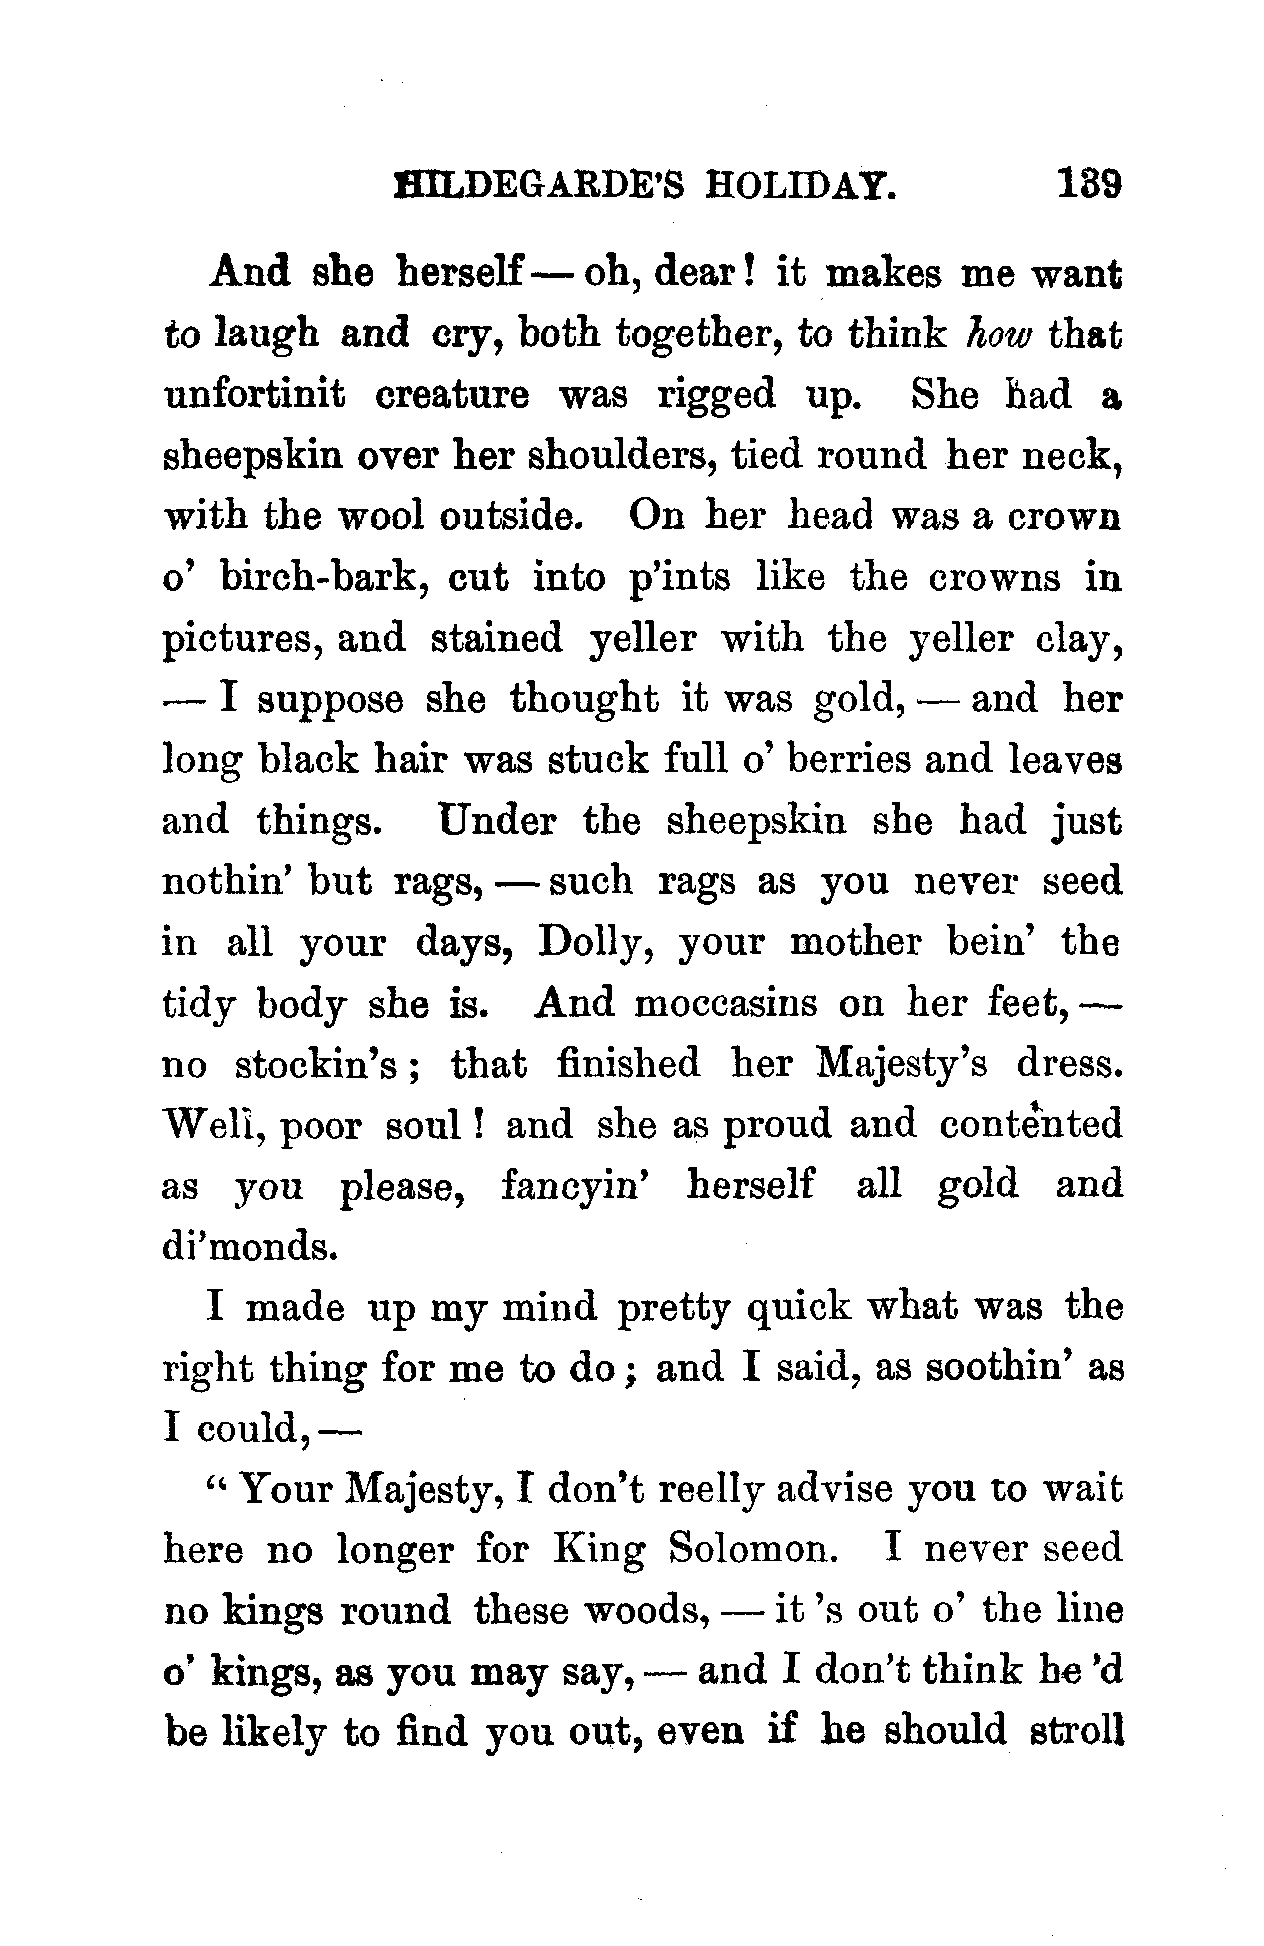 HILDEGARDE'S HOLIDAY. 139
And she herself — oh, dear! it makes me want
to laugh and cry, both together, to think how that
unfortinit creature was rigged up. She had a
sheepskin over her shoulders, tied round her neck,
with the wool outside. On her head was a crown
o' birch-bark, cut into p'ints like the crowns in
pictures, and stained yeller with the yeller clay,
— I suppose she thought it was gold, — and her
long black hair was stuck full o' berries and leaves
and things. Under the sheepskin she had just
nothin' but rags, — such rags as you never seed
in all your days, Dolly, your mother bein' the
tidy body she is. And moccasins on her feet, —
no stockin's; that finished her Majesty's dress.
Well, poor soul! and she as proud and contented
as you please, fancyin' herself all gold and
di'monds.
I made up my mind pretty quick what was the
right thing for me to do; and I said, as soothin' as
I could, —
"Your Majesty, I don't reelly advise you to wait
here no longer for King Solomon. I never seed
no kings round these woods, — it 's out o' the line
o' kings, as you may say, — and I don't think he 'd
be likely to find you out, even if he should stroll